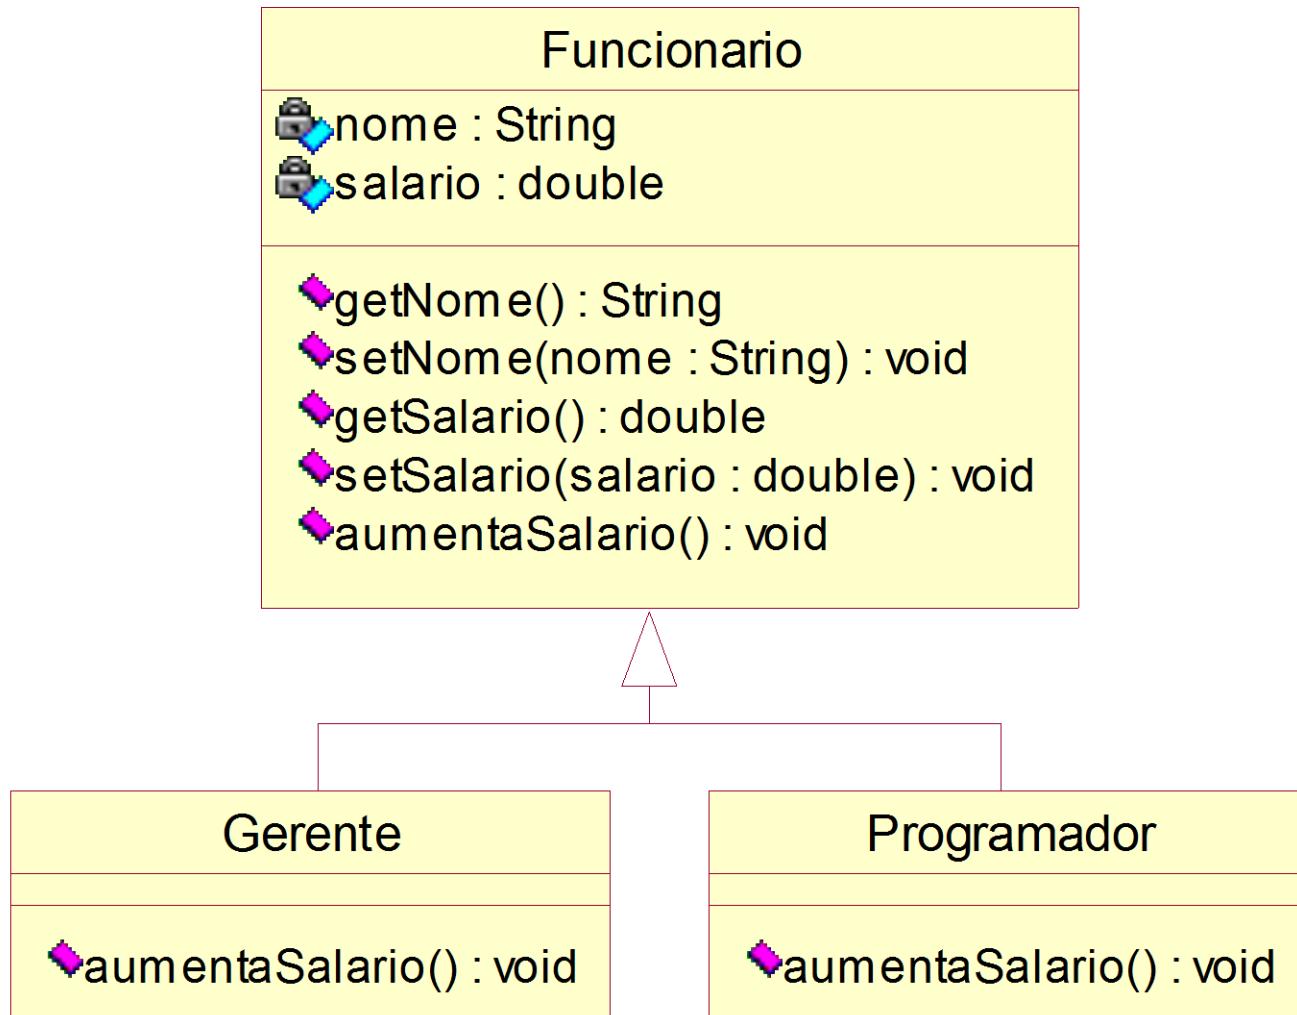 Funcionario
nome : String
salario : double
getNome() : String
setNome(nome : String) : void
getSalario() : double
setSalario(salario : double) : void
aumentaSalario() : void
Gerente
aumentaSalario() : void
Programador
aumentaSalario() : void